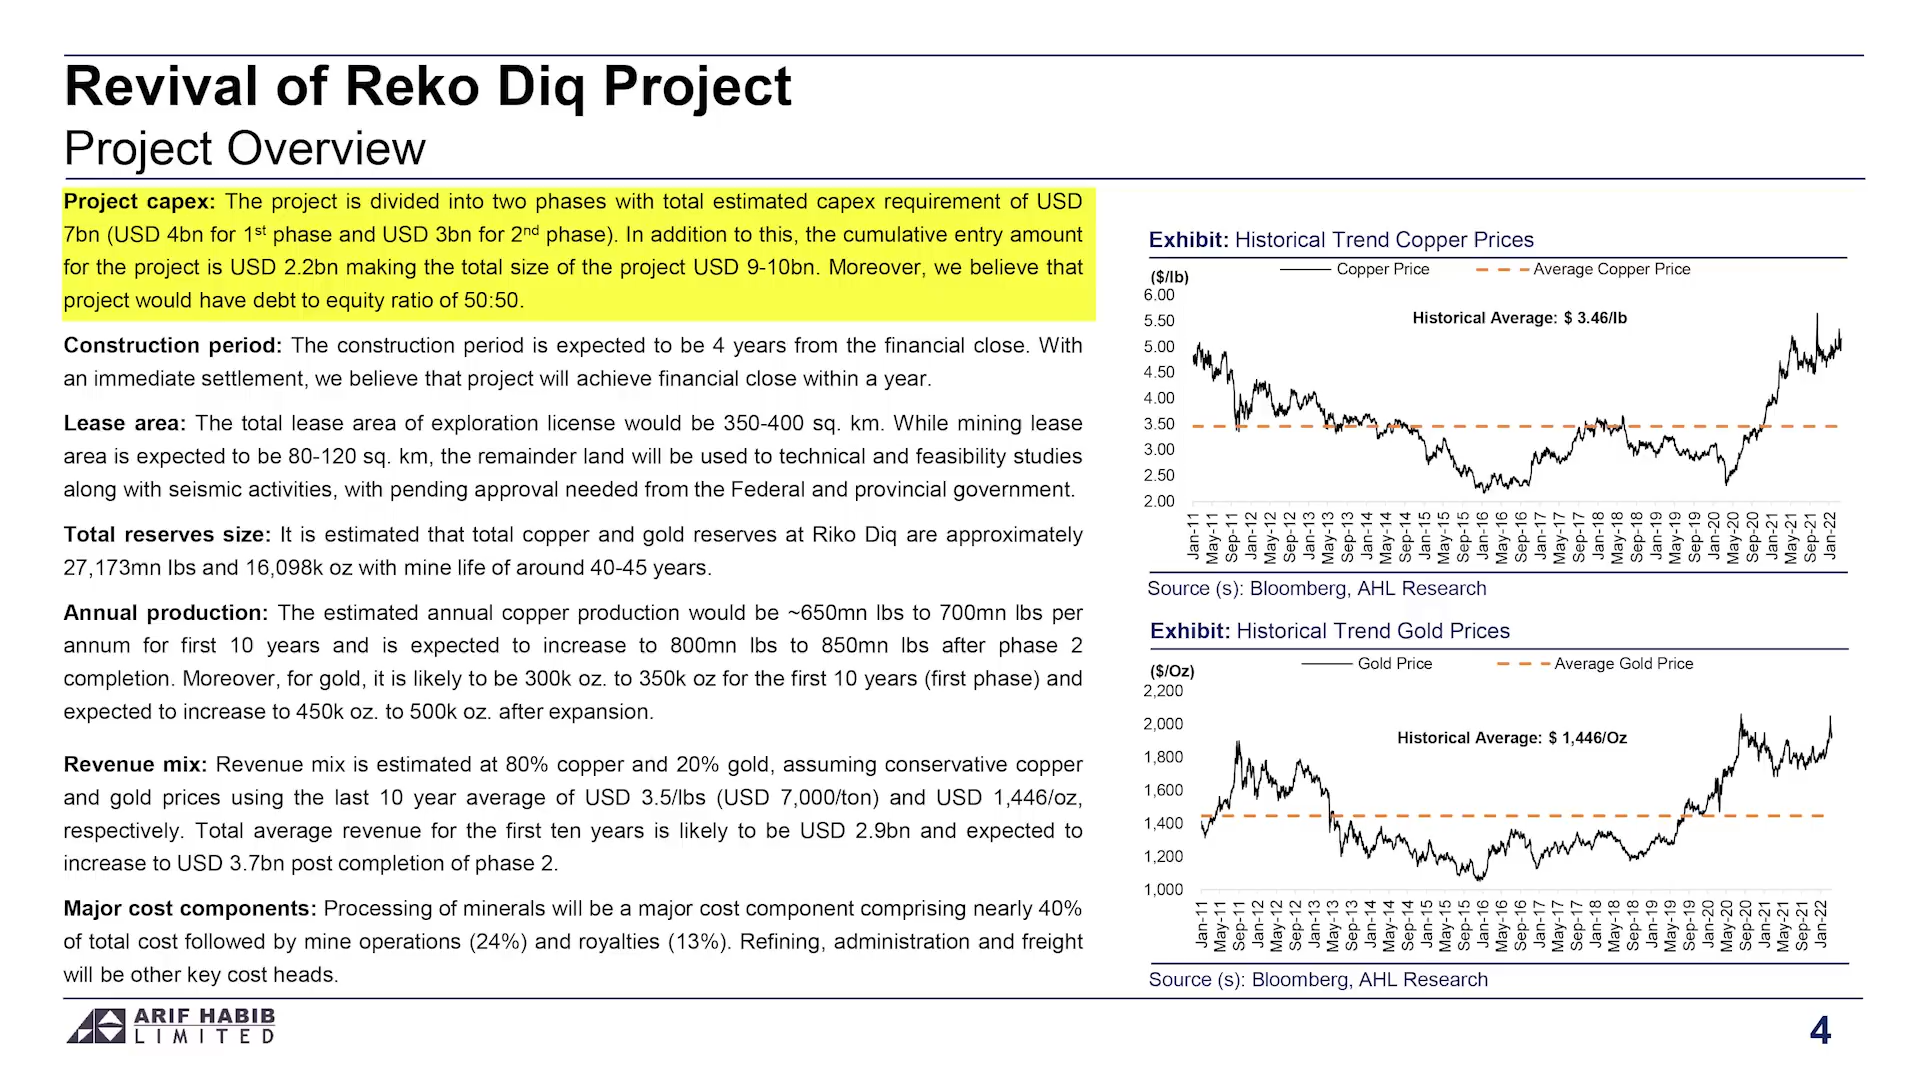 Revival of Reko Diq Project
Project Overview
Project capex: The project is divided into two phases with total estimated capex requirement of USD
7bn (USD 4bn for 1st phase and USD 3bn for 2nd phase). In addition to this, the cumulative entry amount
for the project is USD 2.2bn making the total size of the project USD 9-10bn. Moreover, we believe that
project would have debt to equity ratio of 50:50.
Construction period: The construction period is expected to be 4 years from the financial close. With
an immediate settlement, we believe that project will achieve financial close within a year.
Lease area: The total lease area of exploration license would be 350-400 sq. km. While mining lease
area is expected to be 80-120 sq. km, the remainder land will be used to technical and feasibility studies
along with seismic activities, with pending approval needed from the Federal and provincial government.
Total reserves size: It is estimated that total copper and gold reserves at Riko Diq are approximately
27,173mn lbs and 16,098k oz with mine life of around 40-45 years.
Annual production: The estimated annual copper production would be ~650mn lbs to 700mn lbs per
annum for first 10 years and is expected to increase to 800mn lbs to 850mn lbs after phase 2
completion. Moreover, for gold, it is likely to be 300k oz. to 350k oz for the first 10 years (first phase) and
expected to increase to 450k oz. to 500k oz. after expansion.
Revenue mix: Revenue mix is estimated at 80% copper and 20% gold, assuming conservative copper
and gold prices using the last 10 year average of USD 3.5/lbs (USD 7,000/ton) and USD 1,446/oz,
respectively. Total average revenue for the first ten years is likely to be USD 2.9bn and expected to
increase to USD 3.7bn post completion of phase 2.
Major cost components: Processing of minerals will be a major cost component comprising nearly 40%
of total cost followed by mine operations (24%) and royalties (13%). Refining, administration and freight
will be other key cost heads.
Exhibit: Historical Trend Copper Prices
($/lb)
Copper Price
Average Copper Price
Historical Average: $ 3.46/lb
6.00
5.50
5.00
4.50
4.00
3.50
3.00
2.50
2.00
Jan-11
May-11
Sep-11
Jan-12
May-12
Sep-12
Jan-13
May-13
Sep-13
Jan-14
May-14
Sep-14
Jan-15
May-15
Sep-15
Jan-16
May-16
Sep-16
Jan-17
May-17
Sep-17
Jan-18
May-18
Sep-18
Jan-19
May-19
Sep-19
Jan-20
May-20
Sep-20
Jan-21
May-21
Sep-21
Jan-22
Source (s): Bloomberg, AHL Research
Exhibit: Historical Trend Gold Prices
($/Oz)
Gold Price
Average Gold Price
Historical Average: $ 1,446/Oz
2,200
2,000
1,800
1,600
1,400
1,200
1,000
Jan-11
May-11
Sep-11
Jan-12
May-12
Sep-12
Jan-13
May-13
Sep-13
Jan-14
May-14
Sep-14
Jan-15
May-15
Sep-15
Jan-16
May-16
Sep-16
Jan-17
May-17
Sep-17
Jan-18
May-18
Sep-18
Jan-19
May-19
Sep-19
Jan-20
May-20
Sep-20
Jan-21
May-21
Sep-21
Jan-22
Source (s): Bloomberg, AHL Research
ARIF HABIB
LIMITED
4